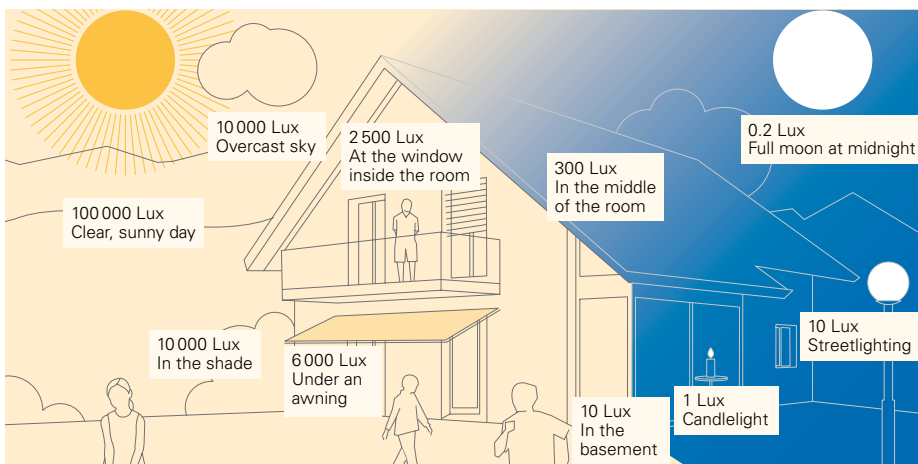 10 000 Lux
Overcast sky
2 500 Lux
At the window
inside the room
300 Lux
In the middle
of the room
0.2 Lux
Full moon at midnight
100 000 Lux
Clear, sunny day
10 000 Lux
In the shade
6 000 Lux
Under an
awning
10 Lux
In the
basement
1 Lux
Candlelight
10 Lux
Streetlighting